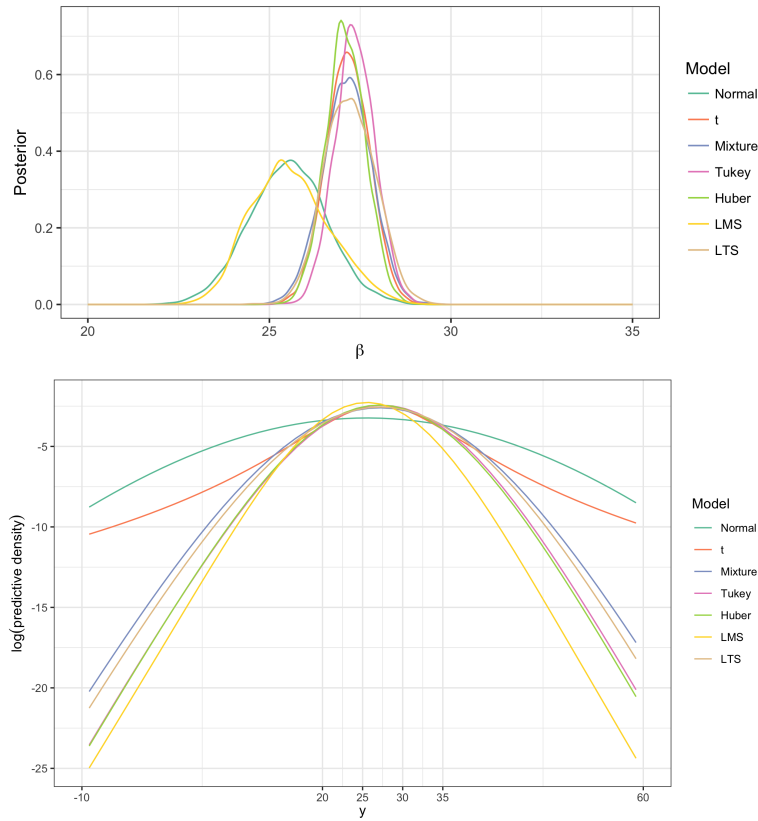 Posterior
0.6
0.4
0.2
0.0
20 25 30 35
β
Model
Normal
t
Mixture
Tukey
Huber
LMS
LTS
log(predictive density)
-5
-10
-15
-20
-25
-10 20 25 30 35 60
y
Model
Normal
t
Mixture
Tukey
Huber
LMS
LTS